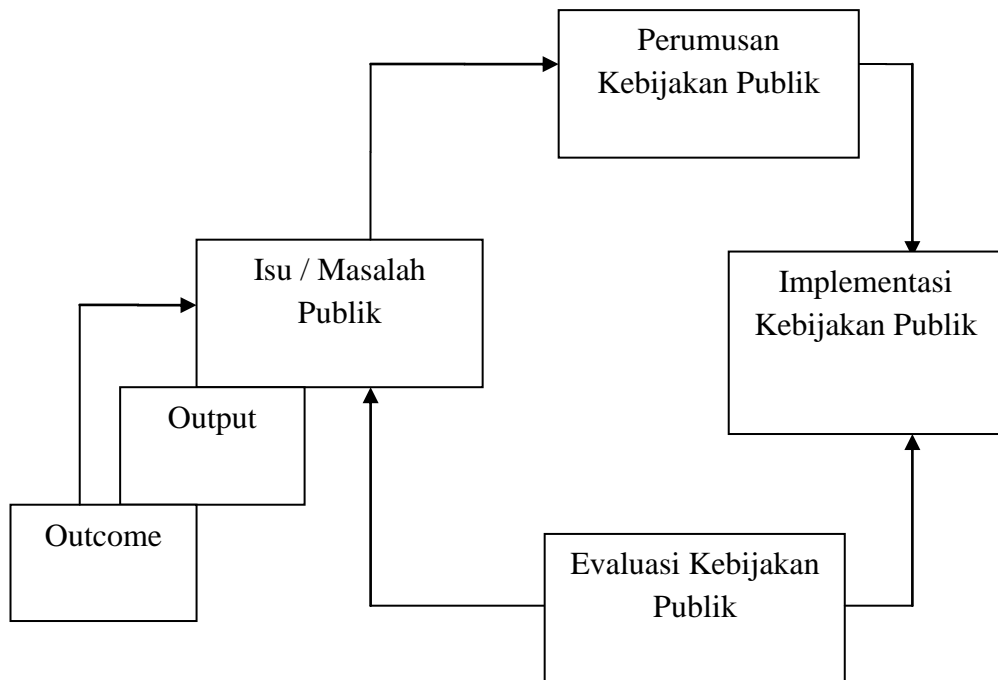 Perumusan
Kebijakan Publik
Isu / Masalah
Publik
Implementasi
Kebijakan Publik
Output
Outcome
Evaluasi Kebijakan
Publik